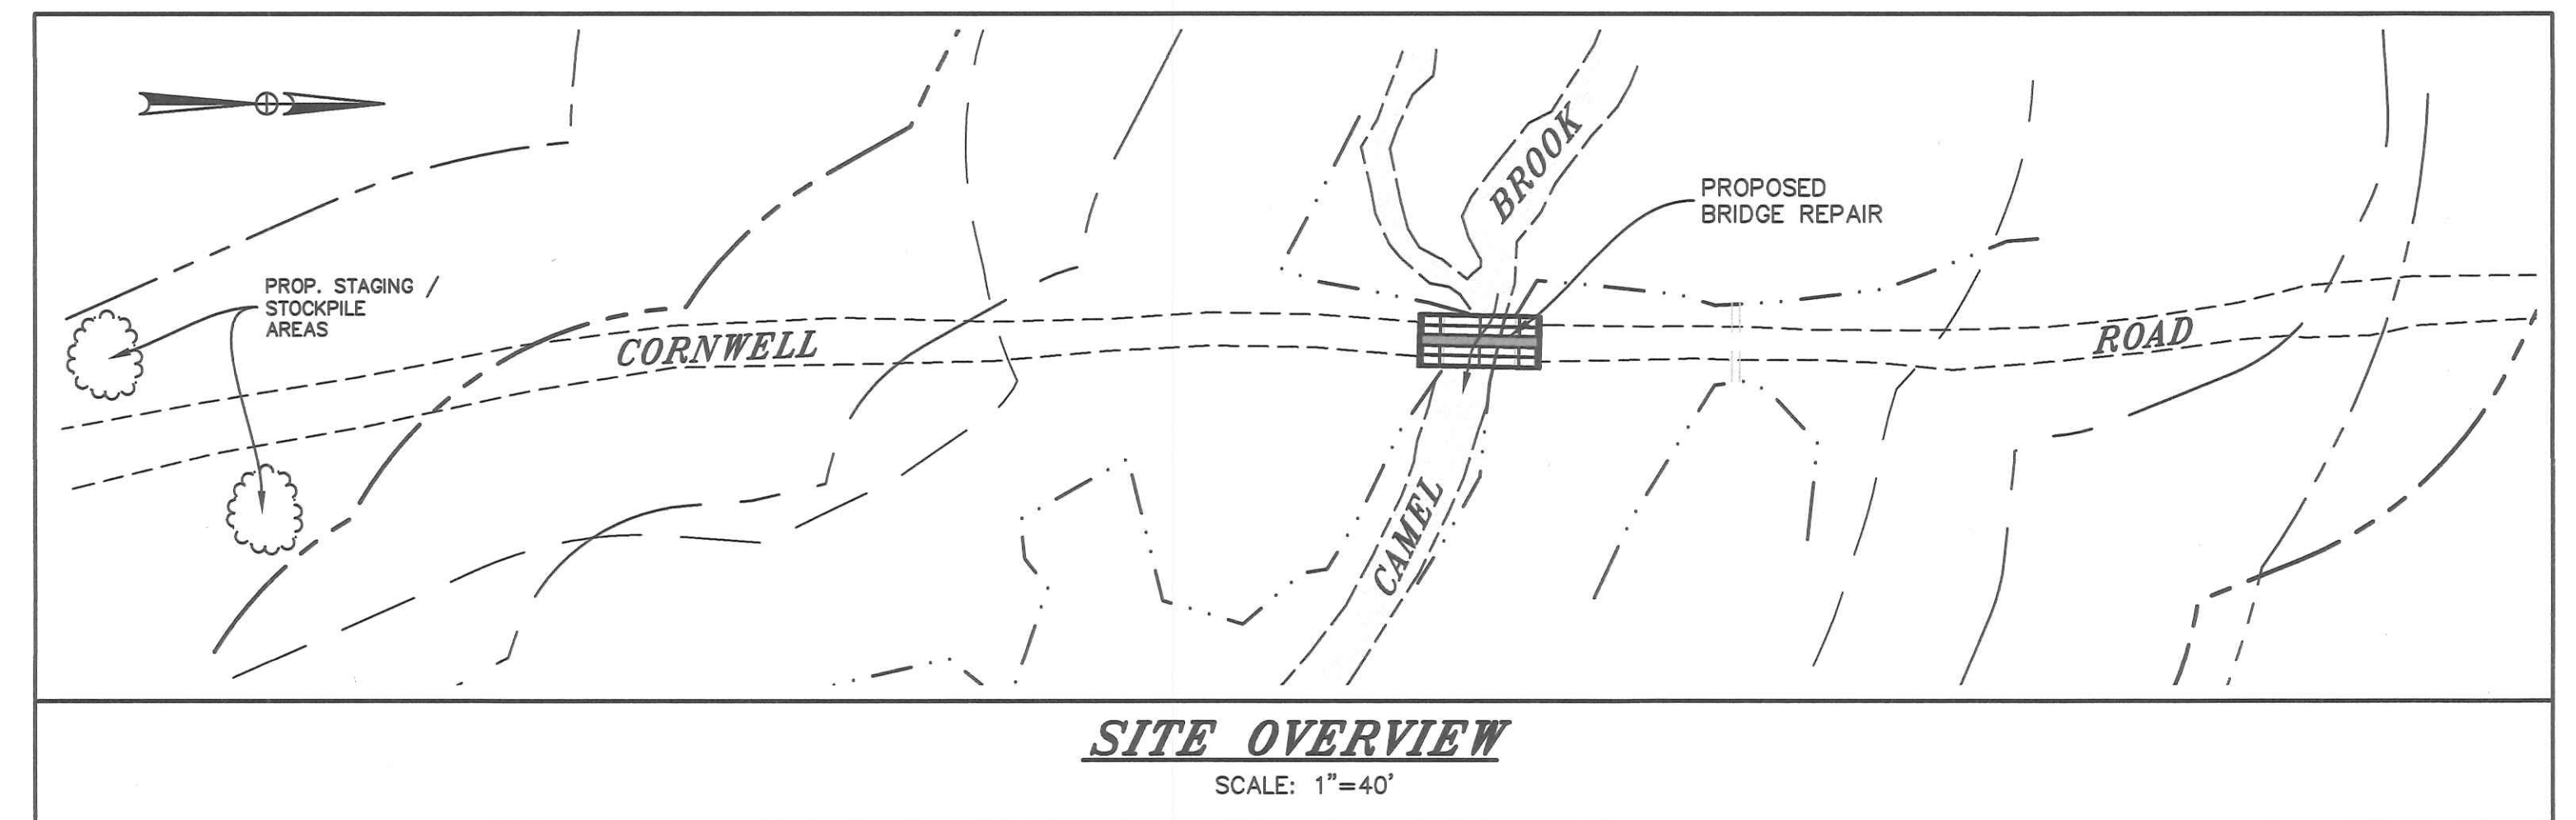 BROOK
PROPOSED
BRIDGE REPAIR
PROP. STAGING /
STOCKPILE
AREAS
CORNWELL
ROAD
CAMEL
SITE OVERVIEW
SCALE: 1"=40'